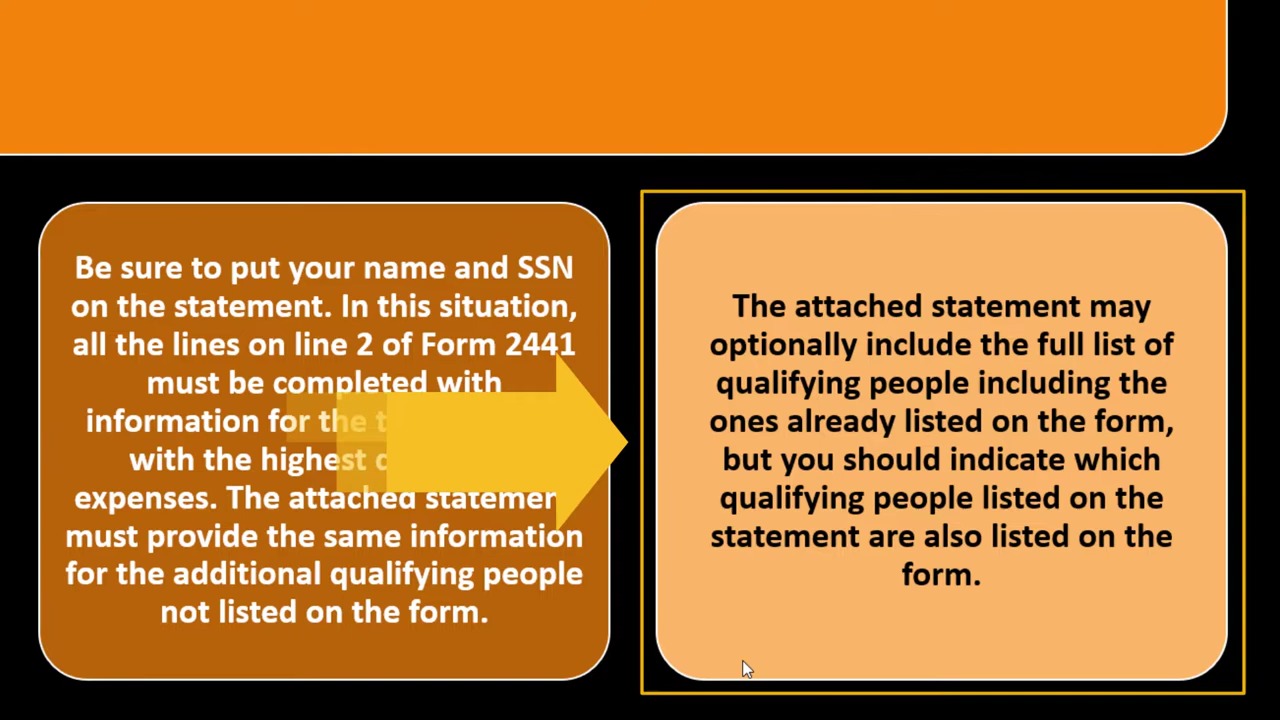 Be sure to put your name and SSN
on the statement. In this situation,
all the lines on line 2 of Form 2441
must be completed with
information for the
with the highest
expenses. The attached statement
must provide the same information
for the additional qualifying people
not listed on the form.
The attached statement may
optionally include the full list of
qualifying people including the
ones already listed on the form,
but you should indicate which
qualifying people listed on the
statement are also listed on the
form.